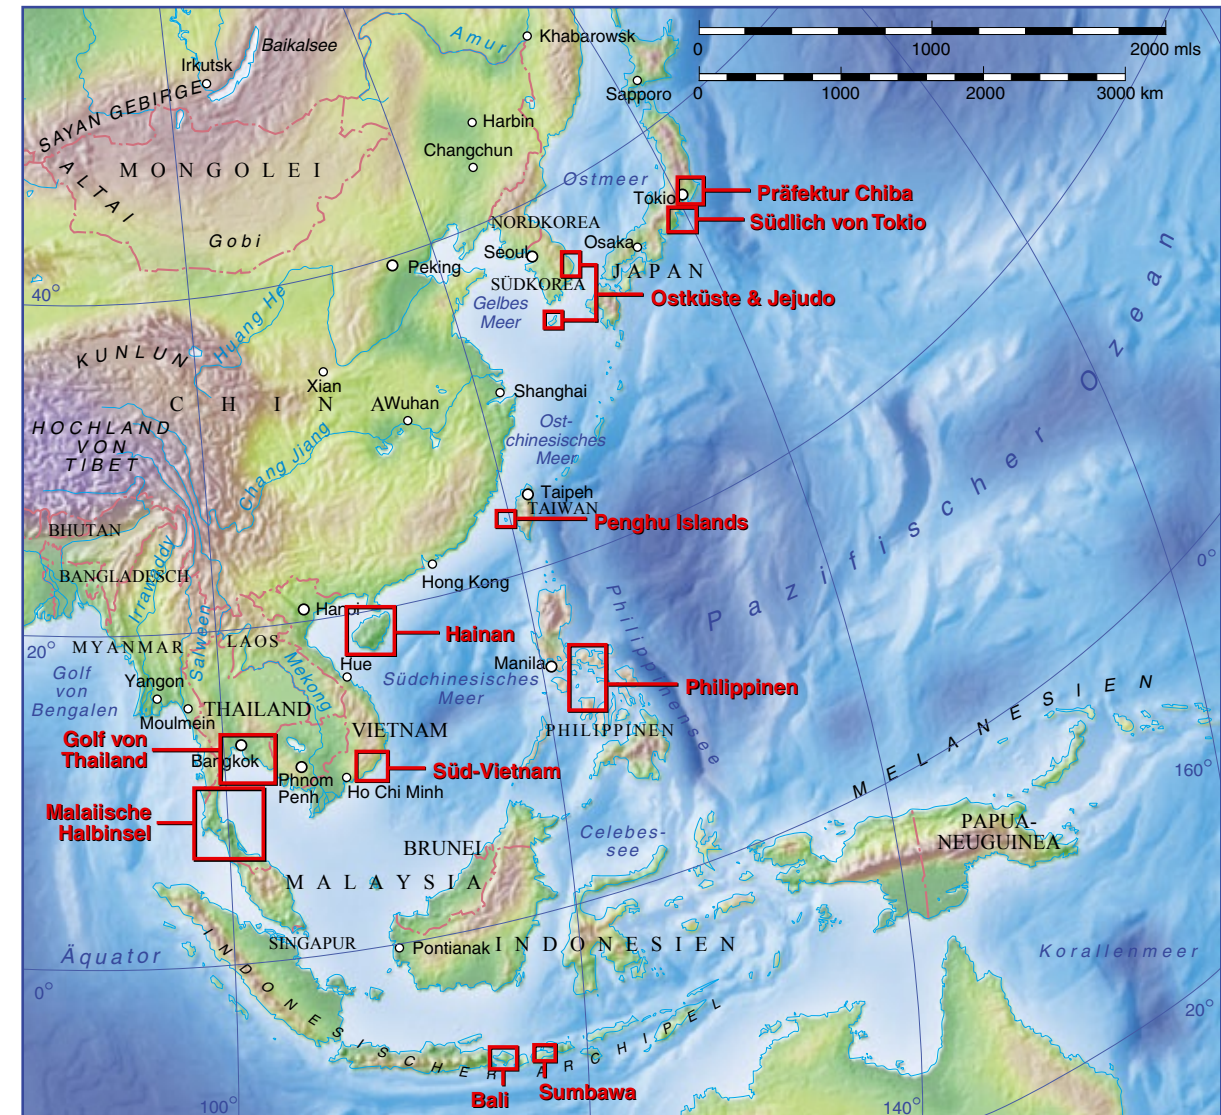 Baikalsee
Amur
Khabarowsk
0
1000
2000 mls
Irkutsk
0
1000
2000
3000 km
SAYAN GEBIRGE
Sapporo
Harbin
Changchun
MONGOLEI
ALTAI
Ostmeer
Tokio
Präfektur Chiba
Südlich von Tokio
NORDKOREA
Gobi
Osaka
Seoul
Peking
JAPAN
SÜDKOREA
40°
Gelbes
Meer
Ostküste & Jejudo
Huang He
KUNLUN
Xian
Shanghai
CHINA
Wuhan
HOCHLAND
VON
TIBET
Ost-
chinesisches
Meer
Chang Jiang
Pazifischer Ozean
Taipeh
TAIWAN
Penghu Islands
BHUTAN
BANGLADESCH
Irrawaddy
Hong Kong
0°
Hanoi
Hainan
Salween
LAOS
MYANMAR
20°
Hue
Mekong
Südchinesisches
Meer
Manila
Philippinensee
Philippinen
Golf
von
Bengalen
Yangon
Moulmein
THAILAND
VIETNAM
PHILIPPINEN
MELANESIEN
Golf von
Thailand
Bangkok
Phnom
Penh
Süd-Vietnam
Ho Chi Minh
160°
Malaiische
Halbinsel
Celebes-
see
PAPUA-
NEUGUINEA
BRUNEI
MALAYSIA
SINGAPUR
Pontianak
INDONESIEN
Äquator
Korallenmeer
0°
INDONESISCHER ARCHIPEL
20°
Bali
Sumbawa
100°
140°